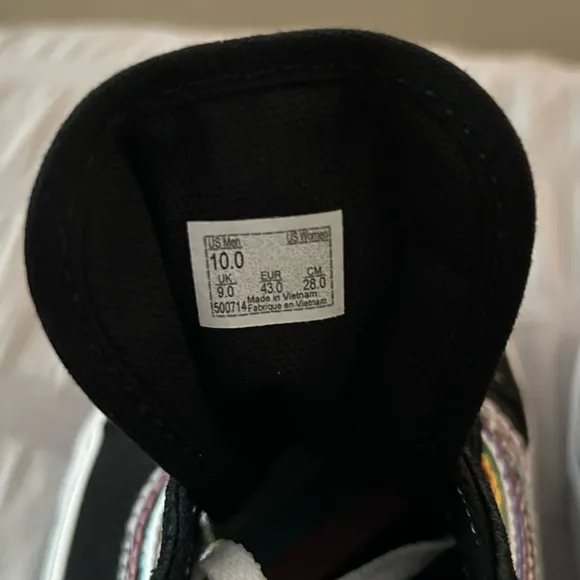 US Men US Women
10.0
UK EUR CM
9.0 43.0 28.0
Made in Vietnam
500714 Fabrique en Vietnam